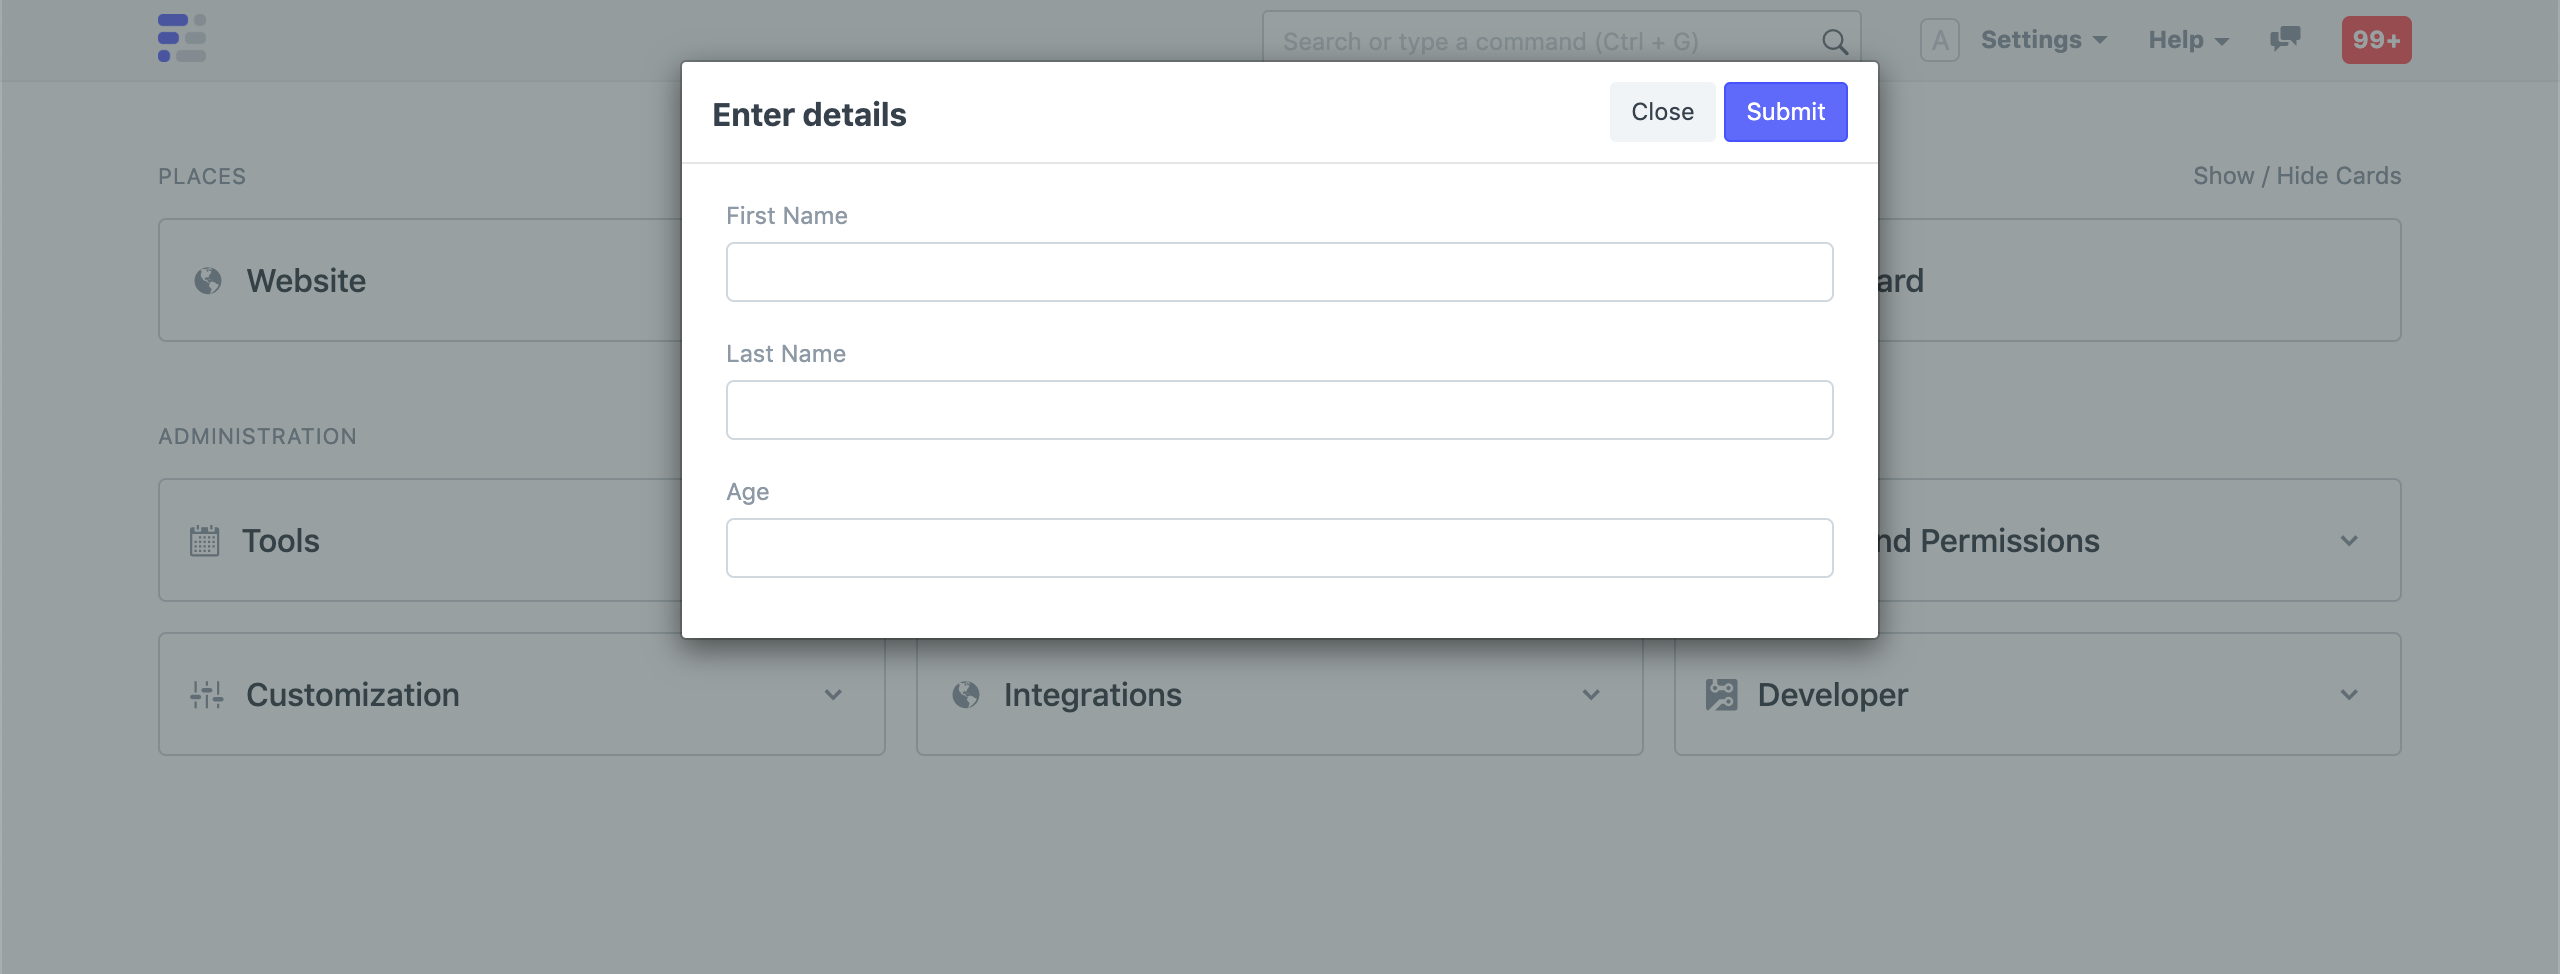 Search or type a command (Ctrl + G)
A
Settings
Help
99+
Enter details
Close
Submit
PLACES
Show / Hide Cards
First Name
Website
ard
Last Name
ADMINISTRATION
Age
Tools
nd Permissions
Customization
Integrations
Developer